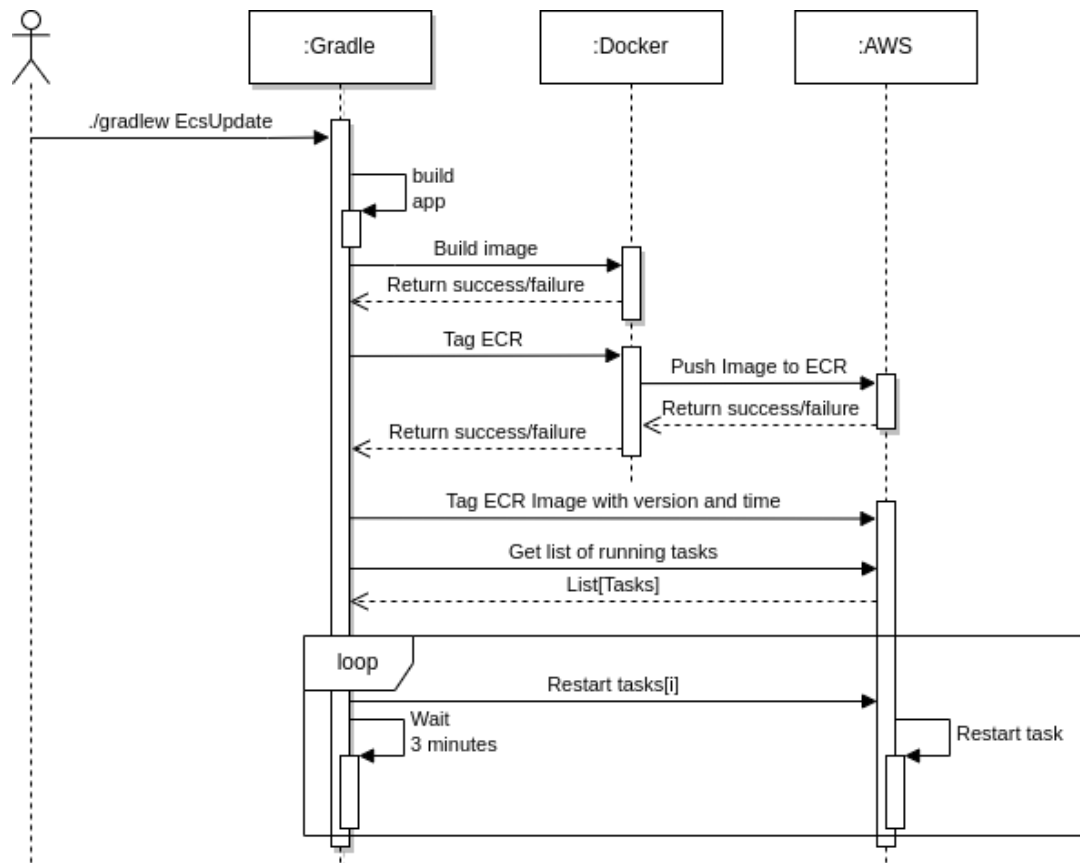 :Gradle
:Docker
:AWS
./gradlew EcsUpdate
build
app
Build image
Return success/failure
Tag ECR
Push Image to ECR
Return success/failure
Return success/failure
Tag ECR Image with version and time
Get list of running tasks
List[Tasks]
loop
Restart tasks[i]
Wait
3 minutes
Restart task